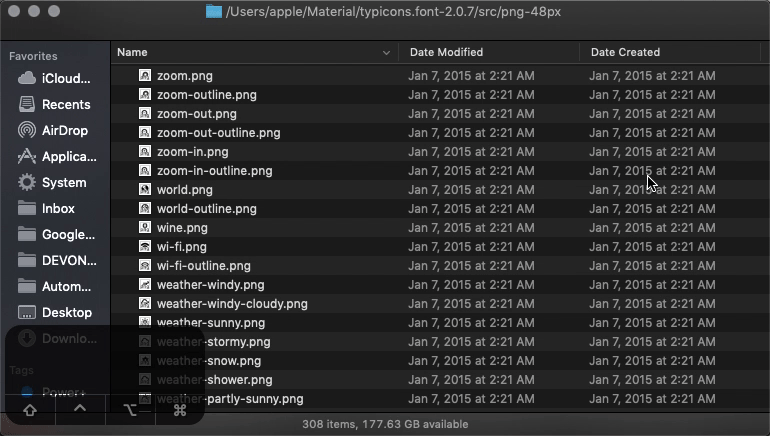 /Users/apple/Material/typicons.font-2.0.7/src/png-48px
Favorites
iCloud...
Recents
AirDrop
Applica...
System
Inbox
Google...
DEVON...
Autom...
Desktop
Downlo...
Tags
Power+
⇧ ^ ⌥ ⌘
Name Date Modified Date Created
zoom.png Jan 7, 2015 at 2:21 AM Jan 7, 2015 at 2:21 AM
zoom-outline.png Jan 7, 2015 at 2:21 AM Jan 7, 2015 at 2:21 AM
zoom-out.png Jan 7, 2015 at 2:21 AM Jan 7, 2015 at 2:21 AM
zoom-out-outline.png Jan 7, 2015 at 2:21 AM Jan 7, 2015 at 2:21 AM
zoom-in.png Jan 7, 2015 at 2:21 AM Jan 7, 2015 at 2:21 AM
zoom-in-outline.png Jan 7, 2015 at 2:21 AM Jan 7, 2015 at 2:21 AM
world.png Jan 7, 2015 at 2:21 AM Jan 7, 2015 at 2:21 AM
world-outline.png Jan 7, 2015 at 2:21 AM Jan 7, 2015 at 2:21 AM
wine.png Jan 7, 2015 at 2:21 AM Jan 7, 2015 at 2:21 AM
wi-fi.png Jan 7, 2015 at 2:21 AM Jan 7, 2015 at 2:21 AM
wi-fi-outline.png Jan 7, 2015 at 2:21 AM Jan 7, 2015 at 2:21 AM
weather-windy.png Jan 7, 2015 at 2:21 AM Jan 7, 2015 at 2:21 AM
weather-windy-cloudy.png Jan 7, 2015 at 2:21 AM Jan 7, 2015 at 2:21 AM
weather-sunny.png Jan 7, 2015 at 2:21 AM Jan 7, 2015 at 2:21 AM
weather-stormy.png Jan 7, 2015 at 2:21 AM Jan 7, 2015 at 2:21 AM
weather-snow.png Jan 7, 2015 at 2:21 AM Jan 7, 2015 at 2:21 AM
weather-shower.png Jan 7, 2015 at 2:21 AM Jan 7, 2015 at 2:21 AM
weather-partly-sunny.png Jan 7, 2015 at 2:21 AM Jan 7, 2015 at 2:21 AM
308 items, 177.63 GB available